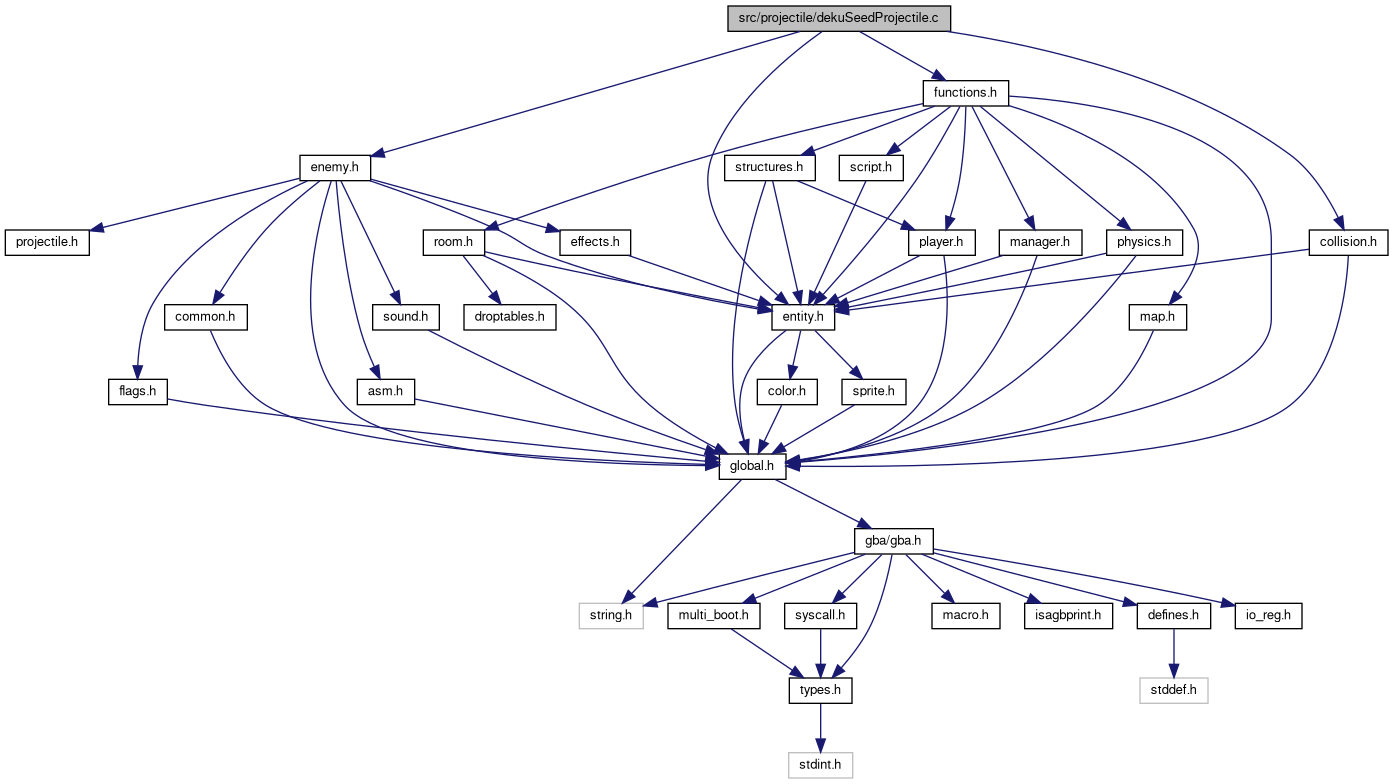 src/projectile/dekuSeedProjectile.c
functions.h
enemy.h
structures.h
script.h
projectile.h
room.h
effects.h
player.h
manager.h
physics.h
collision.h
common.h
sound.h
droptables.h
entity.h
map.h
flags.h
asm.h
color.h
sprite.h
global.h
gba/gba.h
string.h
multi_boot.h
syscall.h
macro.h
isagbprint.h
defines.h
io_reg.h
types.h
stddef.h
stdint.h